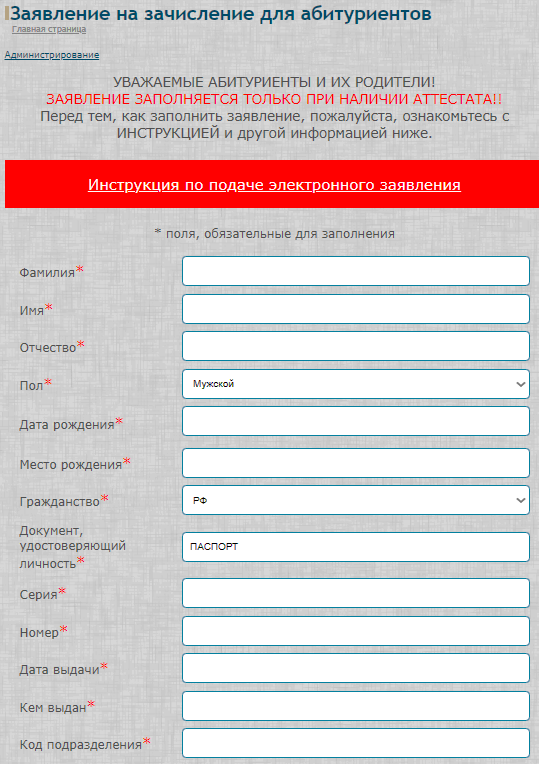 Заявление на зачисление для абитуриентов
Главная страница
Администрирование
УВАЖАЕМЫЕ АБИТУРИЕНТЫ И ИХ РОДИТЕЛИ!
ЗАЯВЛЕНИЕ ЗАПОЛНЯЕТСЯ ТОЛЬКО ПРИ НАЛИЧИИ АТТЕСТАТА!!
Перед тем, как заполнить заявление, пожалуйста, ознакомьтесь с
ИНСТРУКЦИЕЙ и другой информацией ниже.
Инструкция по подаче электронного заявления
* поля, обязательные для заполнения
Фамилия*
Имя*
Отчество*
Пол* Мужской
Дата рождения*
Место рождения*
Гражданство* РФ
Документ,
удостоверяющий
личность* ПАСПОРТ
Серия*
Номер*
Дата выдачи*
Кем выдан*
Код подразделения*